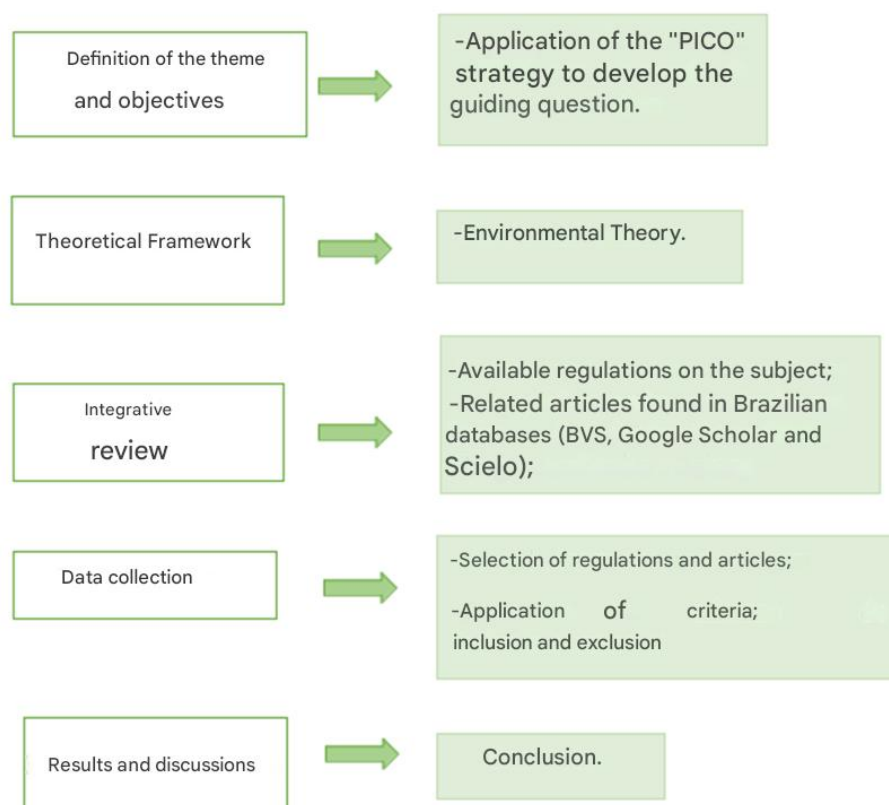 Definition of the theme
and objectives
-Application of the "PICO"
strategy to develop the
guiding question.
Theoretical Framework
-Environmental Theory.
Integrative
review
-Available regulations on the subject;
-Related articles found in Brazilian
databases (BVS, Google Scholar and
Scielo);
Data collection
-Selection of regulations and articles;
-Application of criteria;
inclusion and exclusion
Results and discussions
Conclusion.